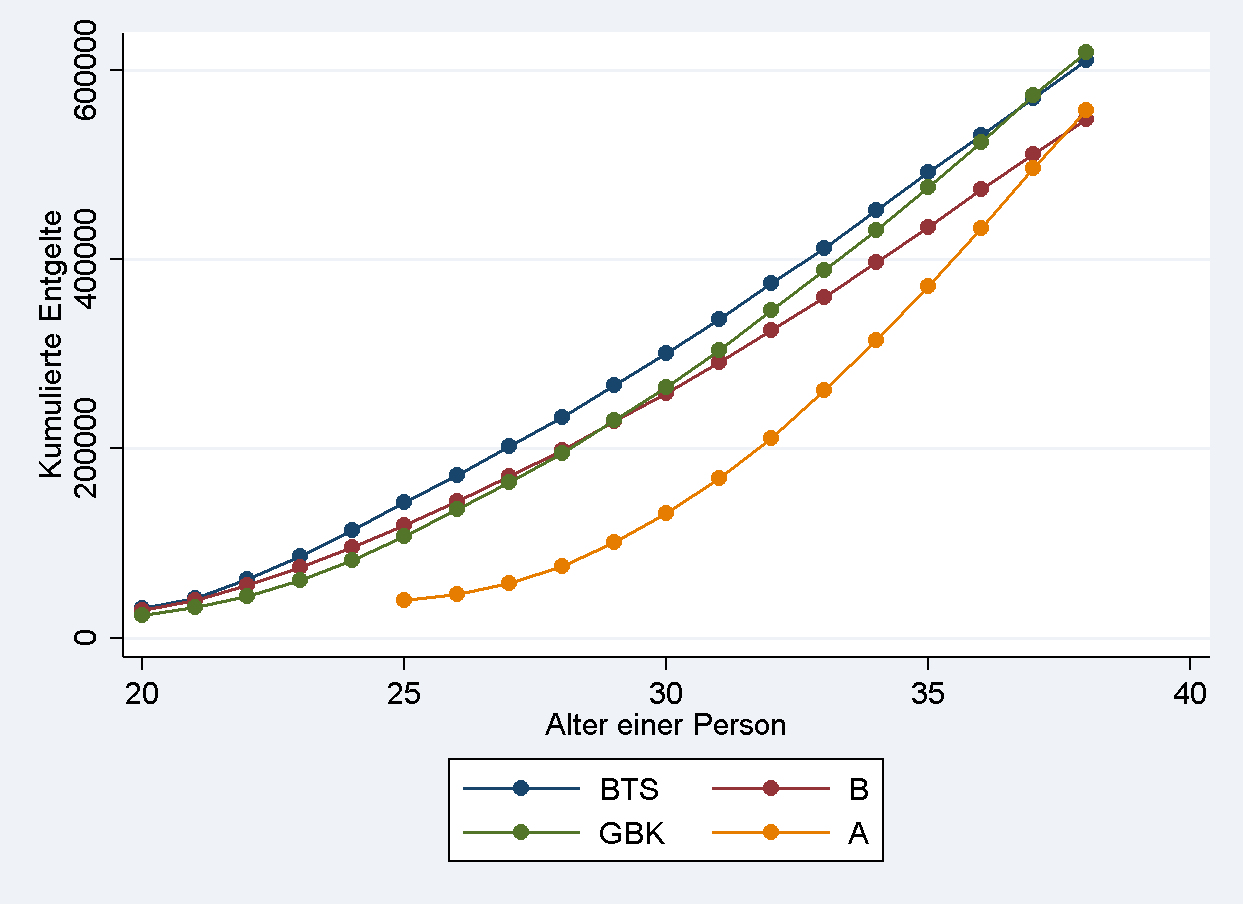 Kumulierte Entgelte
600000
400000
200000
0
20 25 30 35 40
Alter einer Person
BTS B
GBK A